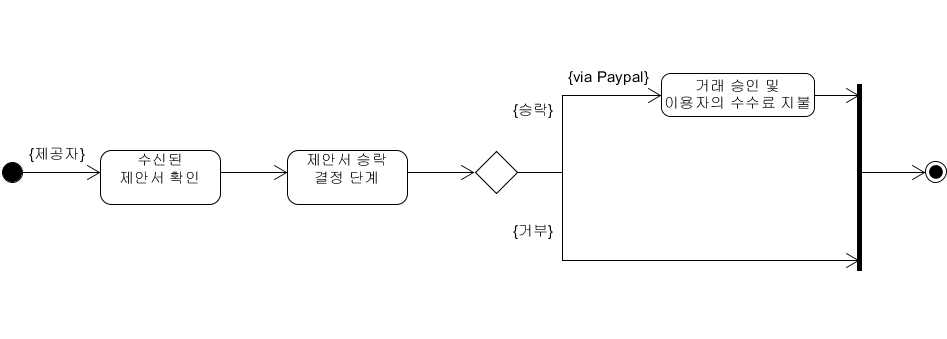 {제공자}
수신된
제안서 확인
제안서 승락
결정 단계
{승락}
{via Paypal}
거래 승인 및
이용자의 수수료 지불
{거부}